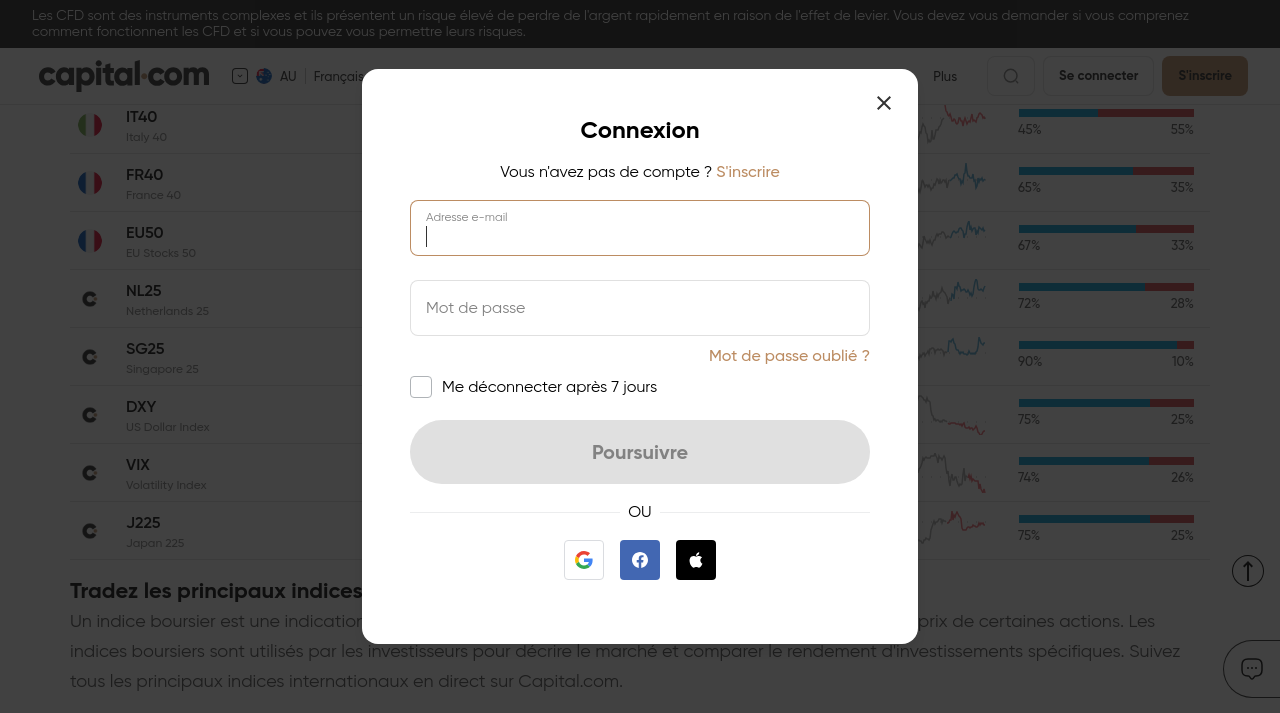 Les CFD sont des instruments complexes et ils présentent un risque élevé de perdre de l'argent rapidement en raison de l'effet de levier. Vous devez vous demander si vous comprenez
comment fonctionnent les CFD et si vous pouvez vous permettre leurs risques.
capital.com AU Français Plus Se connecter S'inscrire
Connexion
Vous n'avez pas de compte ? S'inscrire
Adresse e-mail
Mot de passe
Mot de passe oublié ?
Me déconnecter après 7 jours
Poursuivre
OU
IT40
Italy 40
45% 55%
FR40
France 40
65% 35%
EU50
EU Stocks 50
67% 33%
NL25
Netherlands 25
72% 28%
SG25
Singapore 25
90% 10%
DXY
US Dollar Index
75% 25%
VIX
Volatility Index
74% 26%
J225
Japan 225
75% 25%
Tradez les principaux indices
Un indice boursier est une indication prix de certaines actions. Les
indices boursiers sont utilisés par les investisseurs pour décrire le marché et comparer le rendement d'investissements spécifiques. Suivez
tous les principaux indices internationaux en direct sur Capital.com.